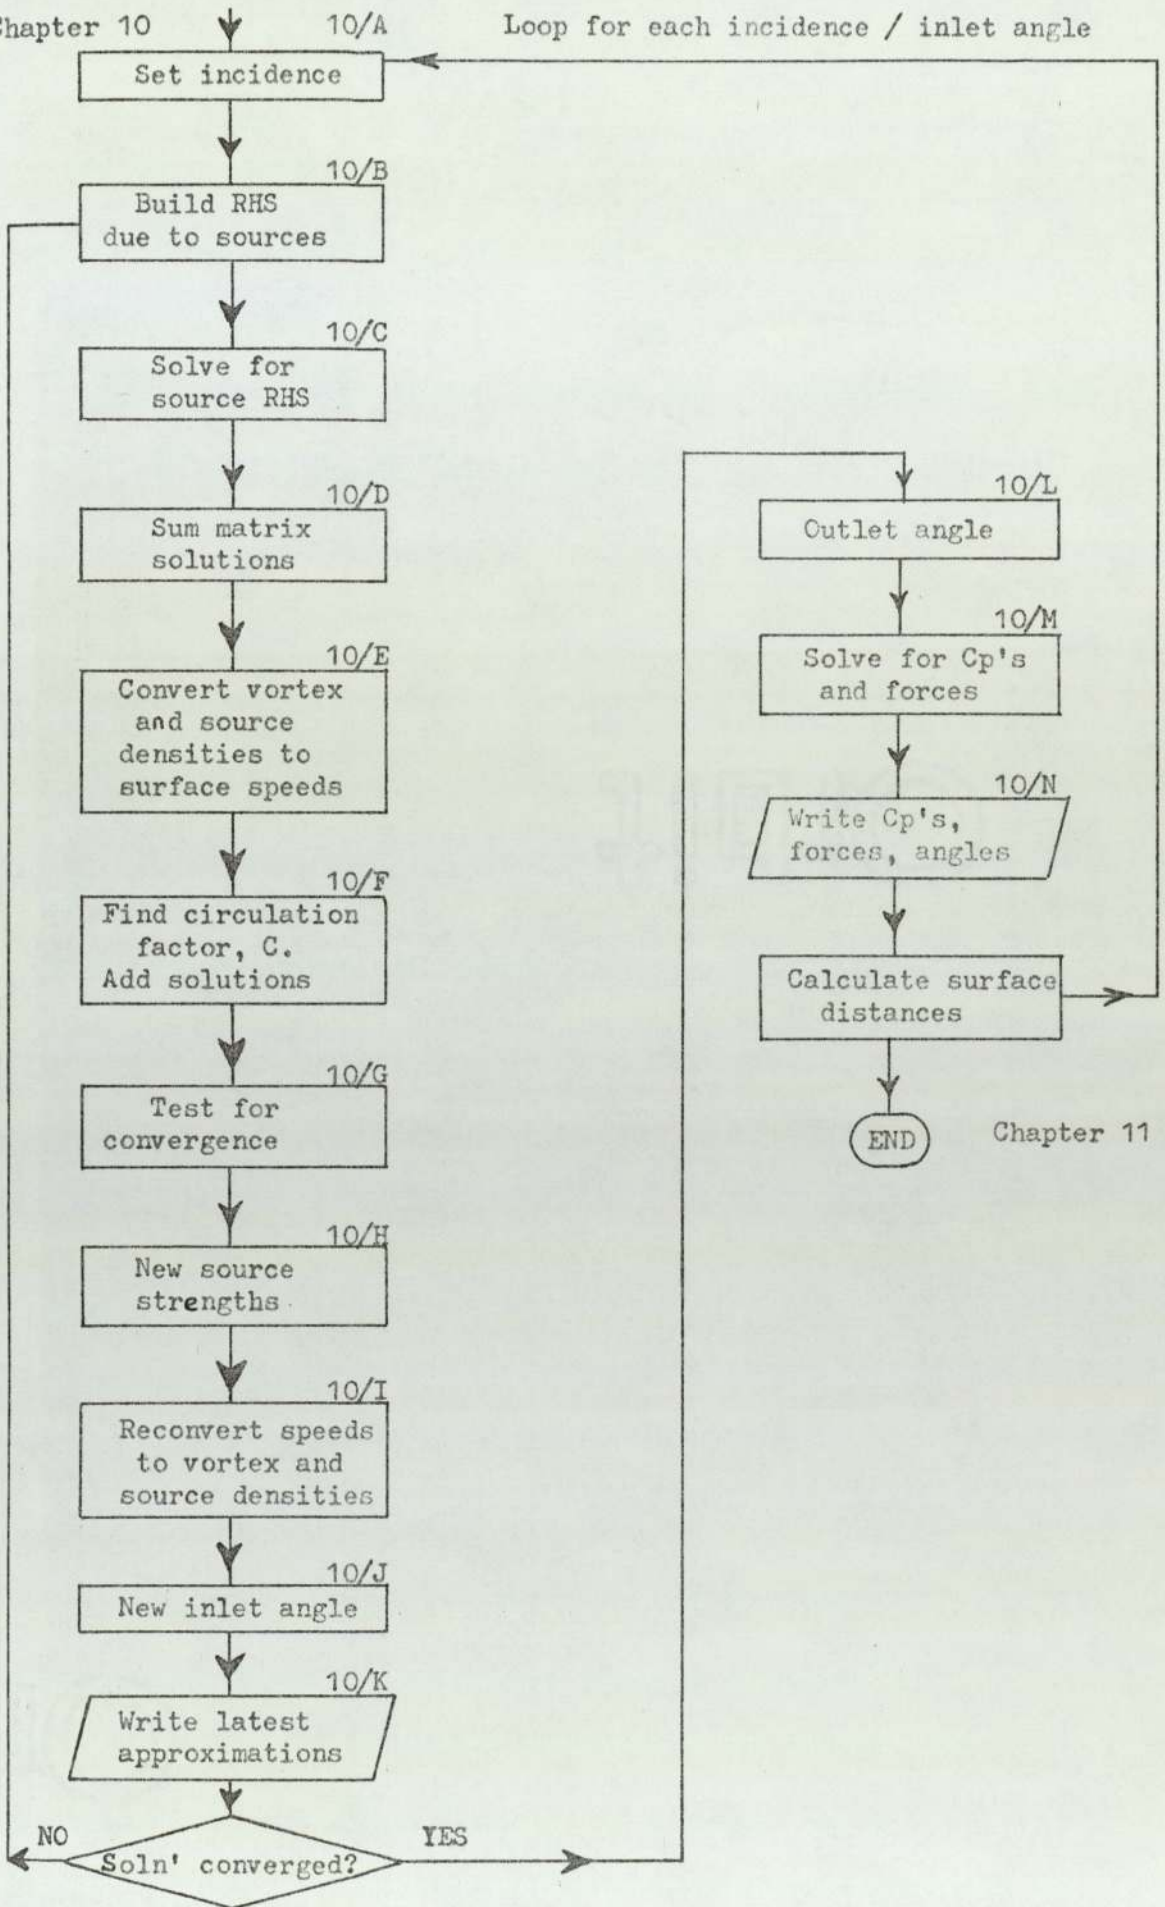 Chapter 10
10/A
Loop for each incidence / inlet angle
Set incidence
10/B
Build RHS
due to sources
10/C
Solve for
source RHS
10/D
Sum matrix
solutions
10/E
Convert vortex
and source
densities to
surface speeds
10/F
Find circulation
factor, C.
Add solutions
10/G
Test for
convergence
10/H
New source
strengths
10/I
Reconvert speeds
to vortex and
source densities
10/J
New inlet angle
10/K
Write latest
approximations
NO
Soln' converged?
YES
10/L
Outlet angle
10/M
Solve for Cp's
and forces
10/N
Write Cp's,
forces, angles
Calculate surface
distances
END
Chapter 11